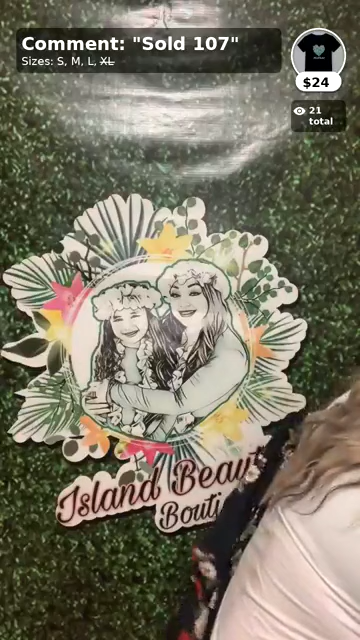 Comment: "Sold 107"
Sizes: S, M, L, XL
$24
21
total
Island Beau
Bouti